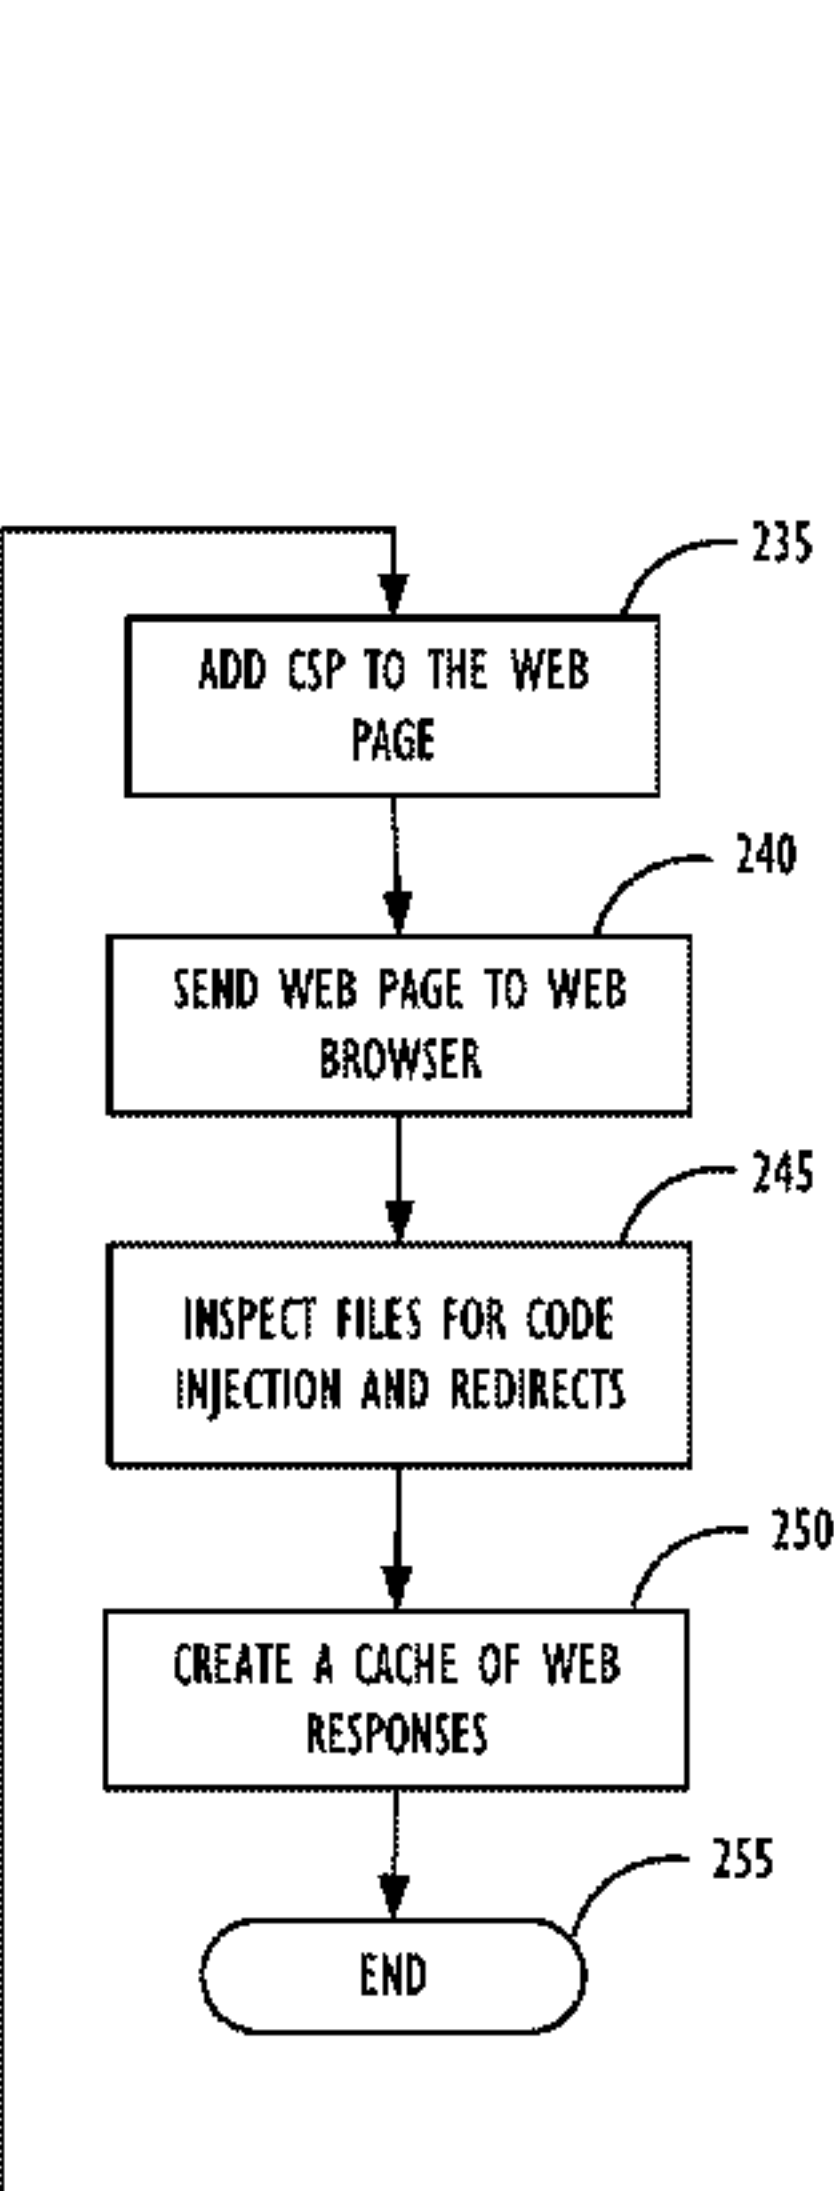 235
ADD CSP TO THE WEB
PAGE
240
SEND WEB PAGE TO WEB
BROWSER
245
INSPECT FILES FOR CODE
INJECTION AND REDIRECTS
250
CREATE A CACHE OF WEB
RESPONSES
255
END